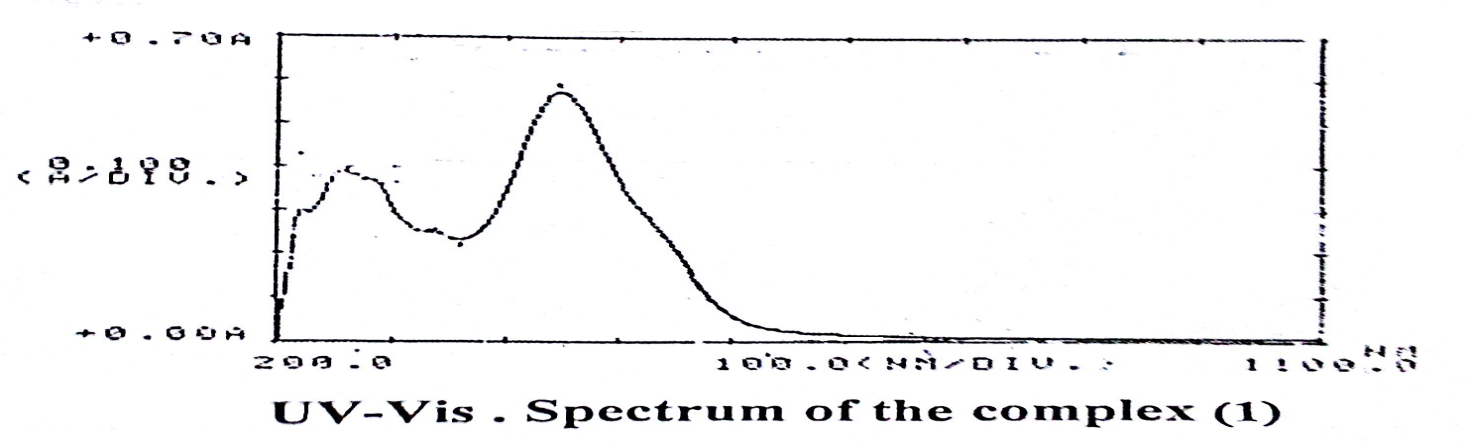 +0.70A
0.100
< A/DIV. >
+0.00A
200.0 100.0(NM/DIV. ) 1100.0 NM
UV-Vis . Spectrum of the complex (1)